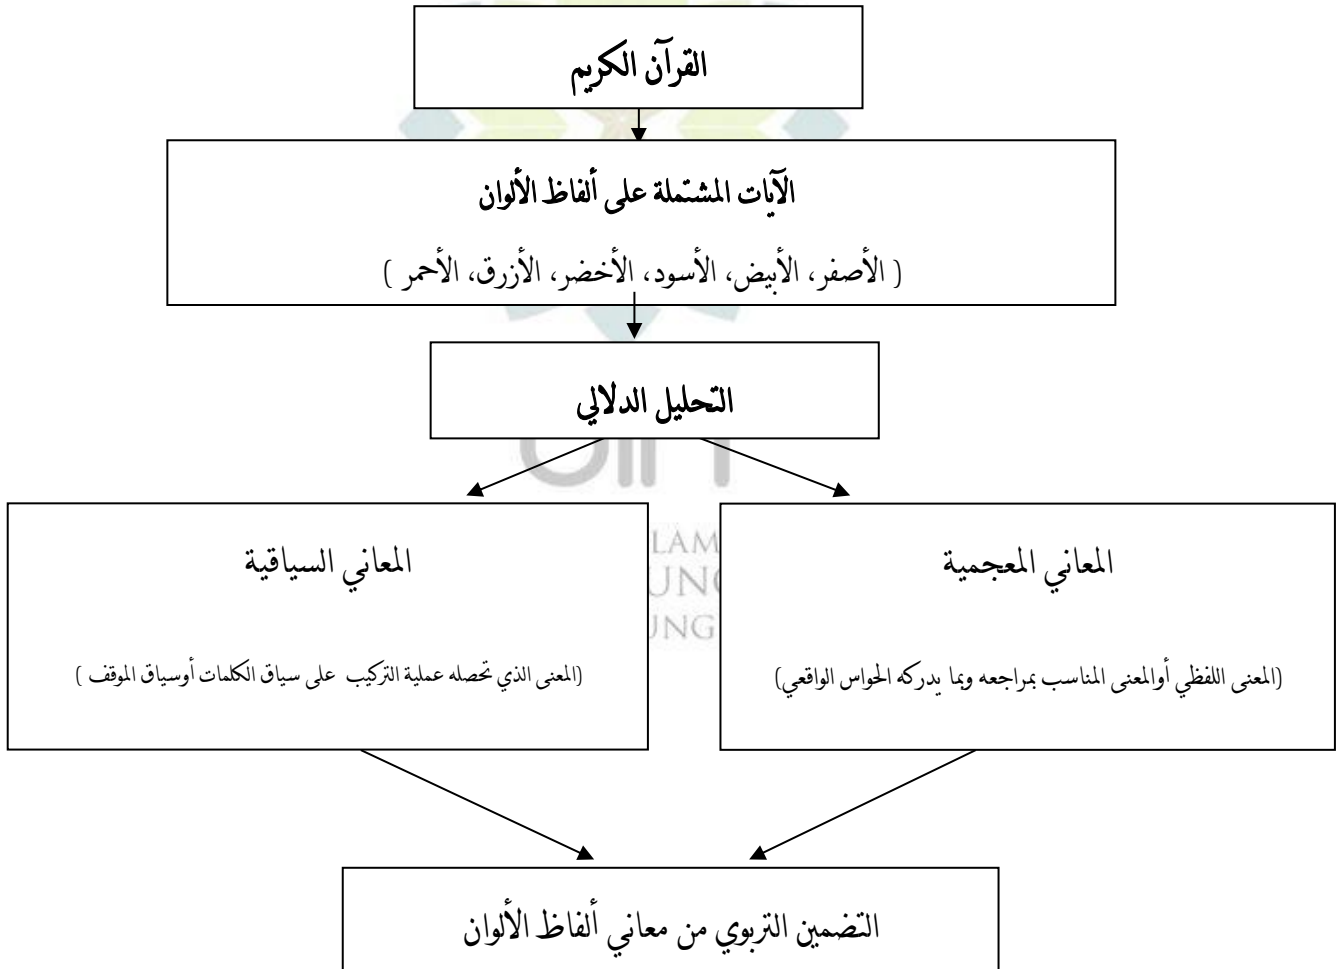 القرآن الكريم
الآيات المشتملة على ألفاظ الألوان
( الأصفر، الأبيض، الأسود، الأخضر، الأزرق، الأحمر )
التحليل الدلالي
المعاني المعجمية
(المعنى اللفظي أوالمعنى المناسب بمراجعه وبما يدركه الحواس الواقعي)
المعاني السياقية
(المعنى الذي تحصله عملية التركيب على سياق الكلمات أوسياق الموقف )
التضمين التربوي من معاني ألفاظ الألوان